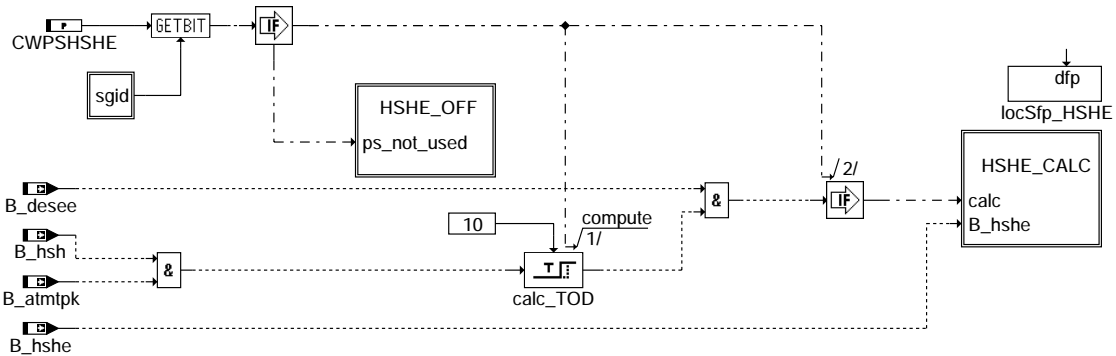 P
GETBIT
IF
CWPSHSHE
sgid
HSHE_OFF
ps_not_used
dfp
locSfp_HSHE
/2/
HSHE_CALC
calc
B_hshe
B_desee
&
IF
10
compute
1/
B_hsh
&
T
calc_TOD
B_atmtpk
B_hshe